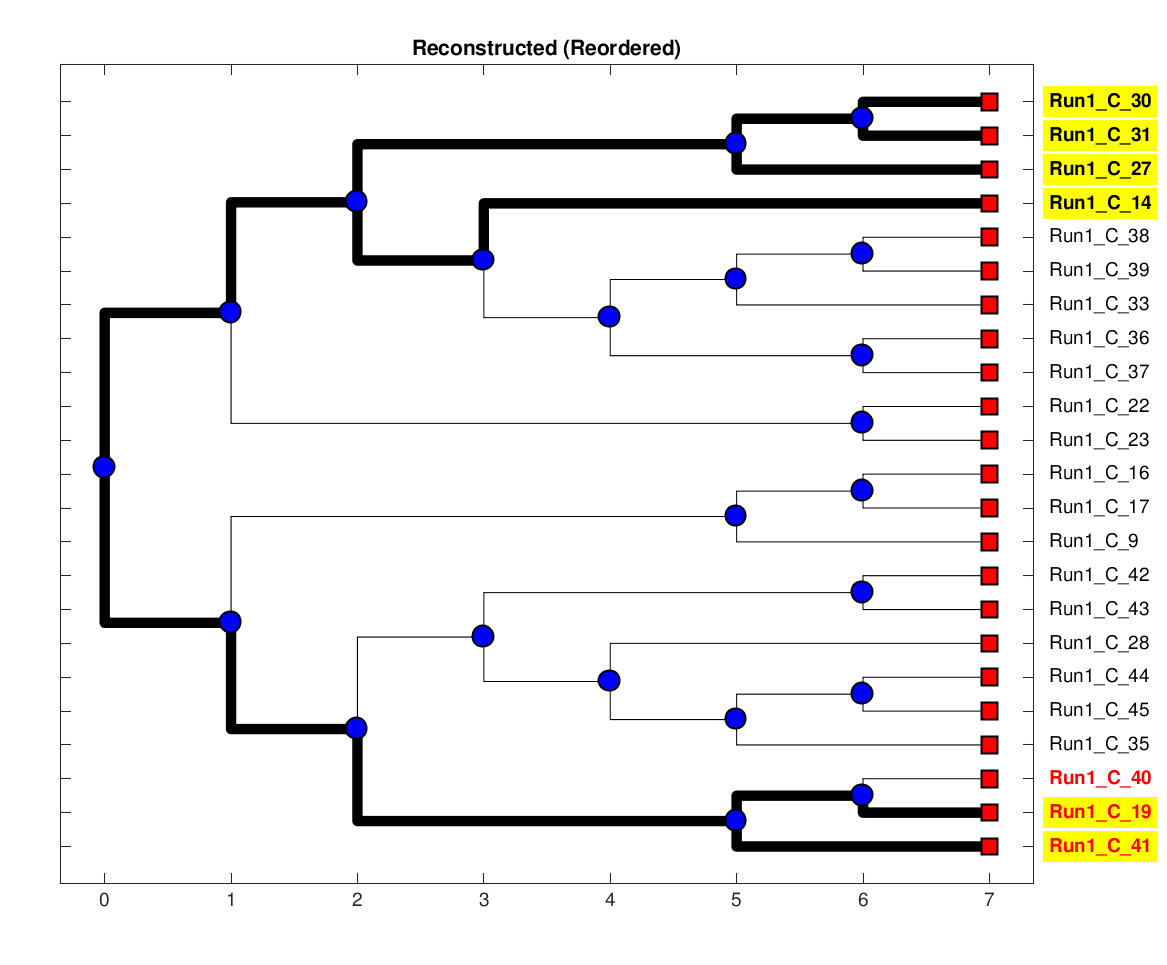 Reconstructed (Reordered)
Run1_C_30
Run1_C_31
Run1_C_27
Run1_C_14
Run1_C_38
Run1_C_39
Run1_C_33
Run1_C_36
Run1_C_37
Run1_C_22
Run1_C_23
Run1_C_16
Run1_C_17
Run1_C_9
Run1_C_42
Run1_C_43
Run1_C_28
Run1_C_44
Run1_C_45
Run1_C_35
Run1_C_40
Run1_C_19
Run1_C_41
0 1 2 3 4 5 6 7